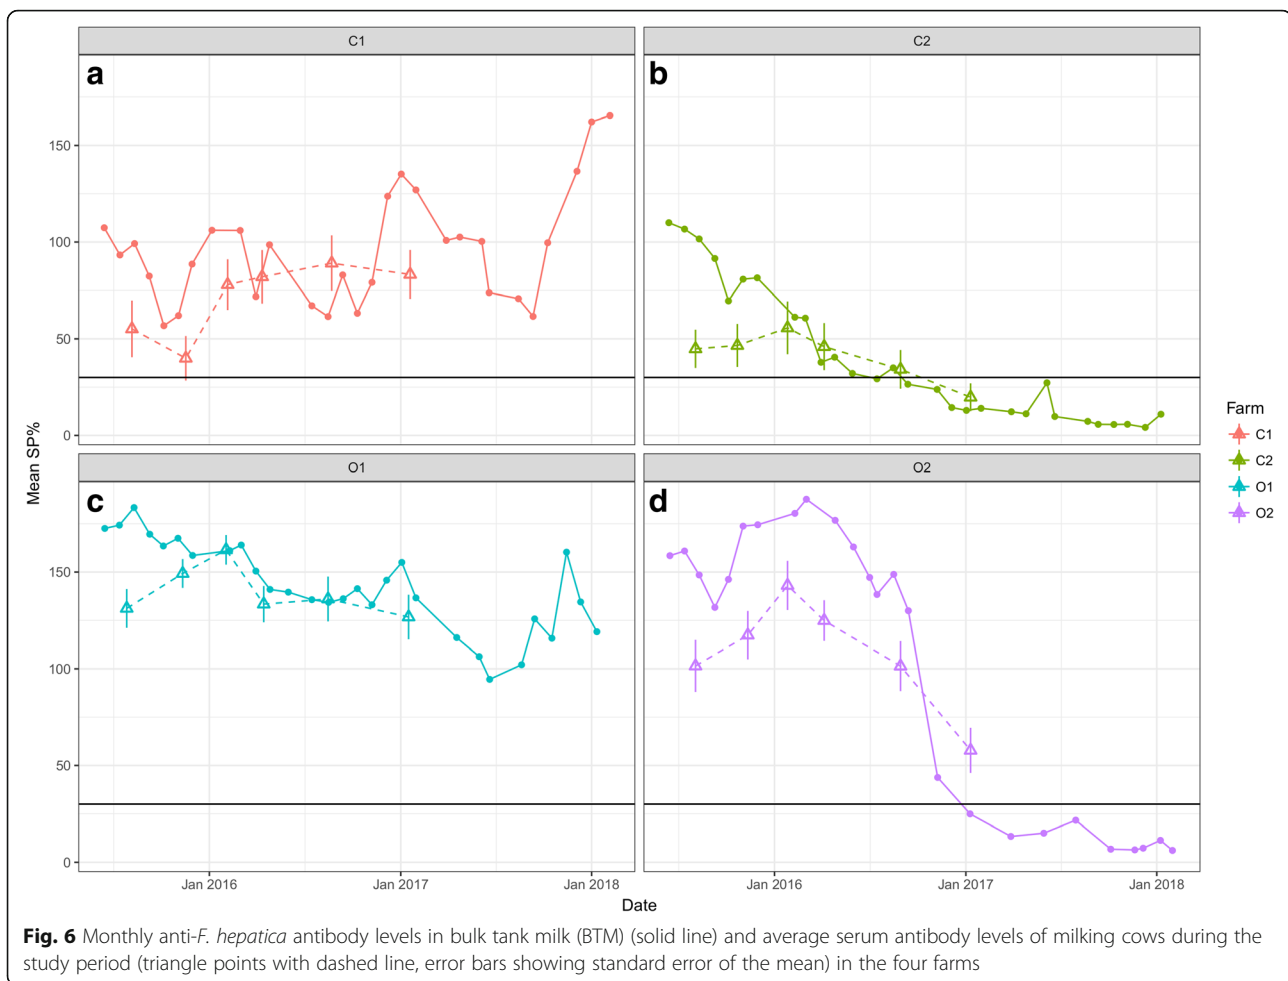 C1
C2
a
b
150
100
50
0
O1
O2
c
d
150
100
50
0
Mean SP%
Jan 2016
Jan 2017
Jan 2018
Jan 2016
Jan 2017
Jan 2018
Date
Farm
C1
C2
O1
O2
Fig. 6 Monthly anti-F. hepatica antibody levels in bulk tank milk (BTM) (solid line) and average serum antibody levels of milking cows during the
study period (triangle points with dashed line, error bars showing standard error of the mean) in the four farms